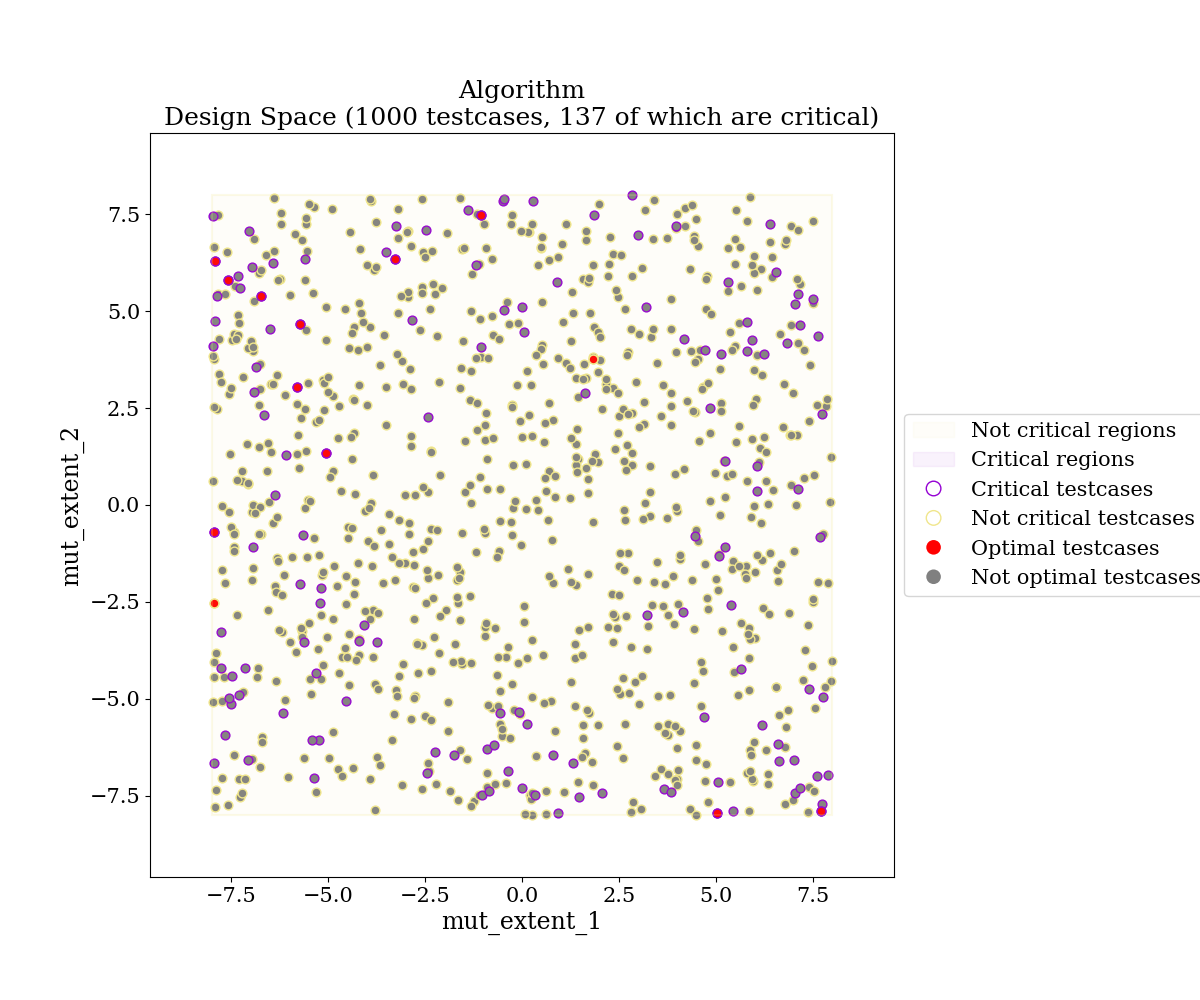 Algorithm
Design Space (1000 testcases, 137 of which are critical)
7.5
5.0
2.5
0.0
−2.5
−5.0
−7.5
mut_extent_2
−7.5 −5.0 −2.5 0.0 2.5 5.0 7.5
mut_extent_1
Not critical regions
Critical regions
Critical testcases
Not critical testcases
Optimal testcases
Not optimal testcases